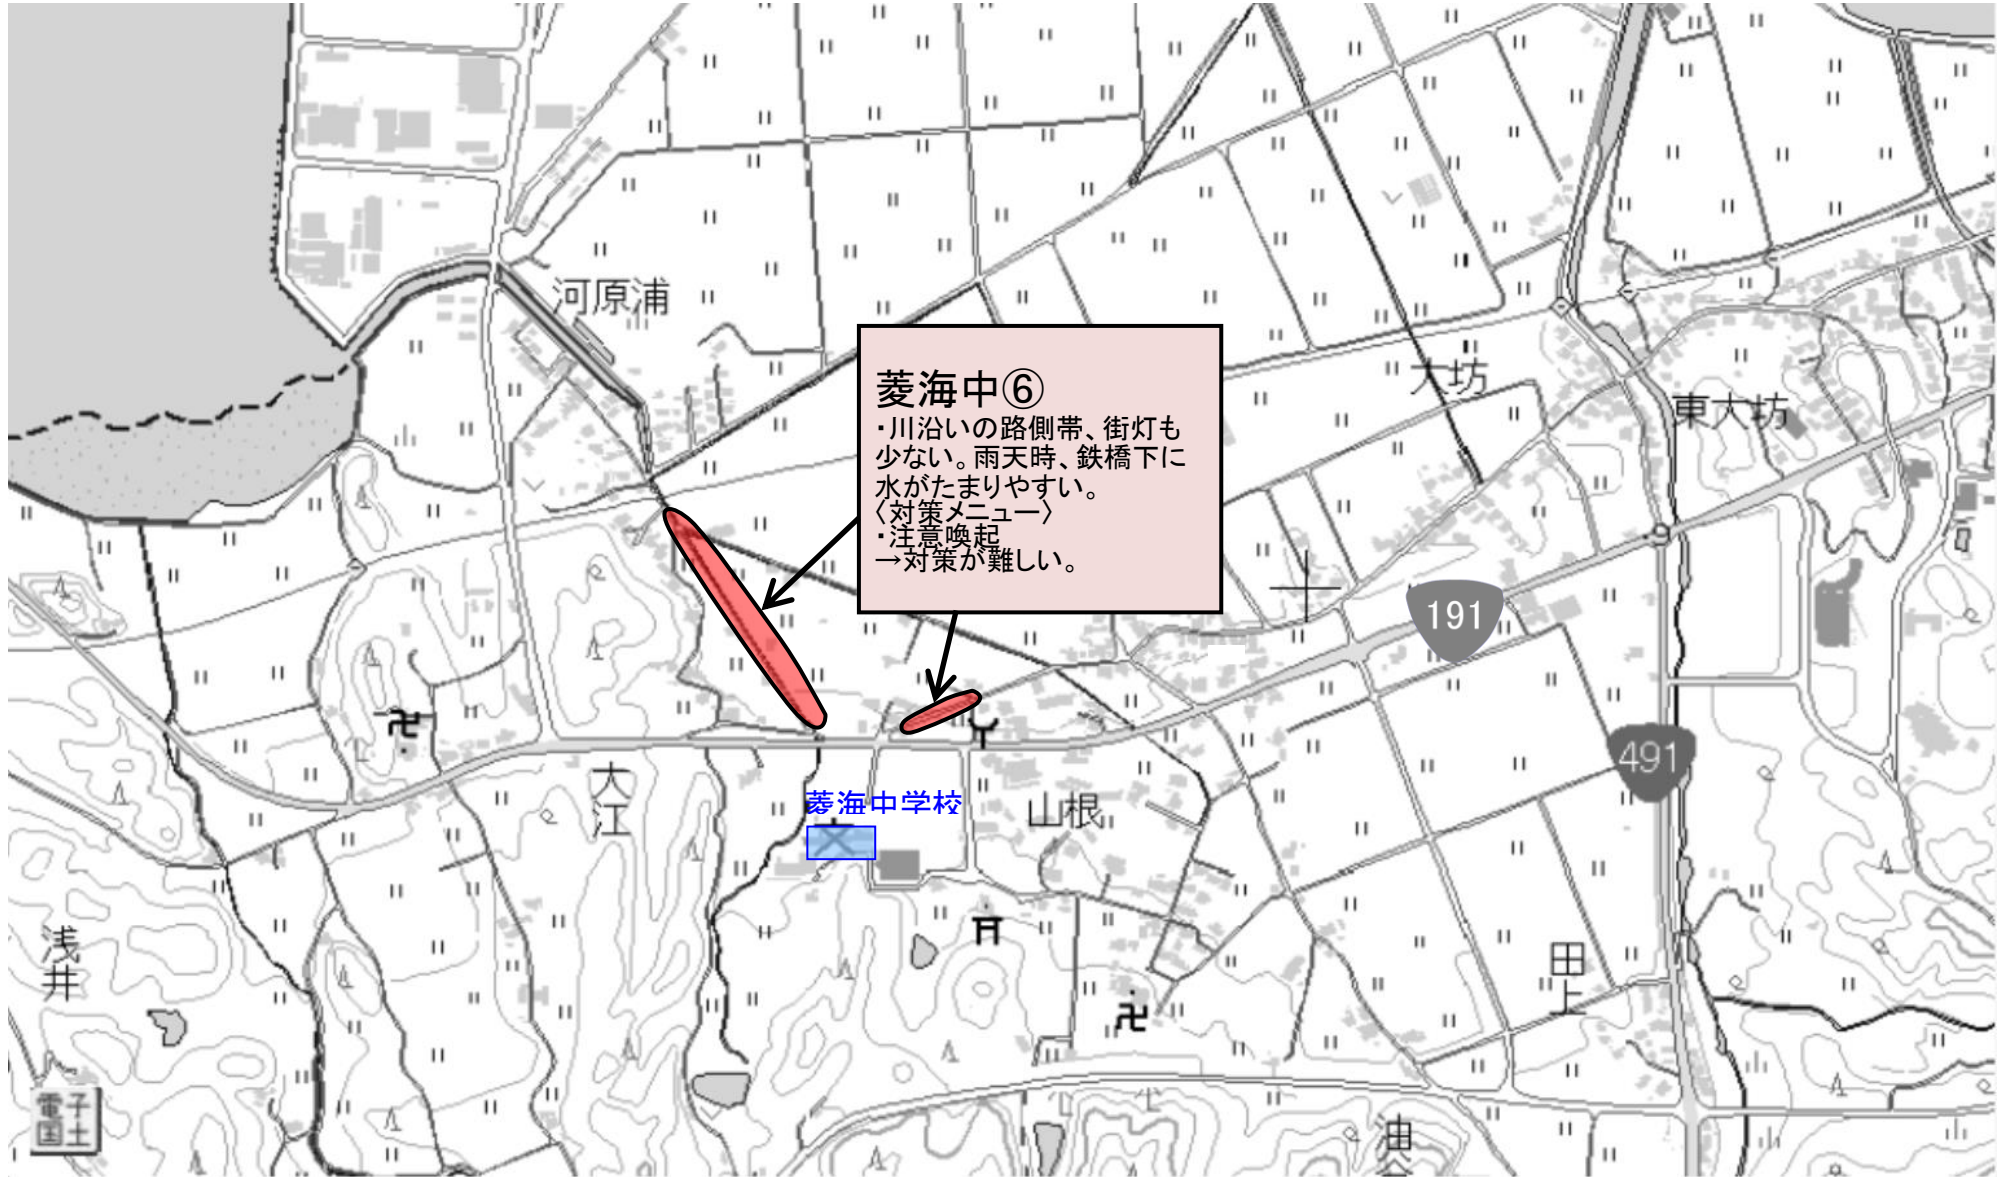 河原浦
菱海中⑥
・川沿いの路側帯、街灯も
少ない。雨天時、鉄橋下に
水がたまりやすい。
〈対策メニュー〉
・注意喚起
→対策が難しい。
大坊
東大坊
191
491
大江
菱海中学校
山根
浅井
田上
電子
国土